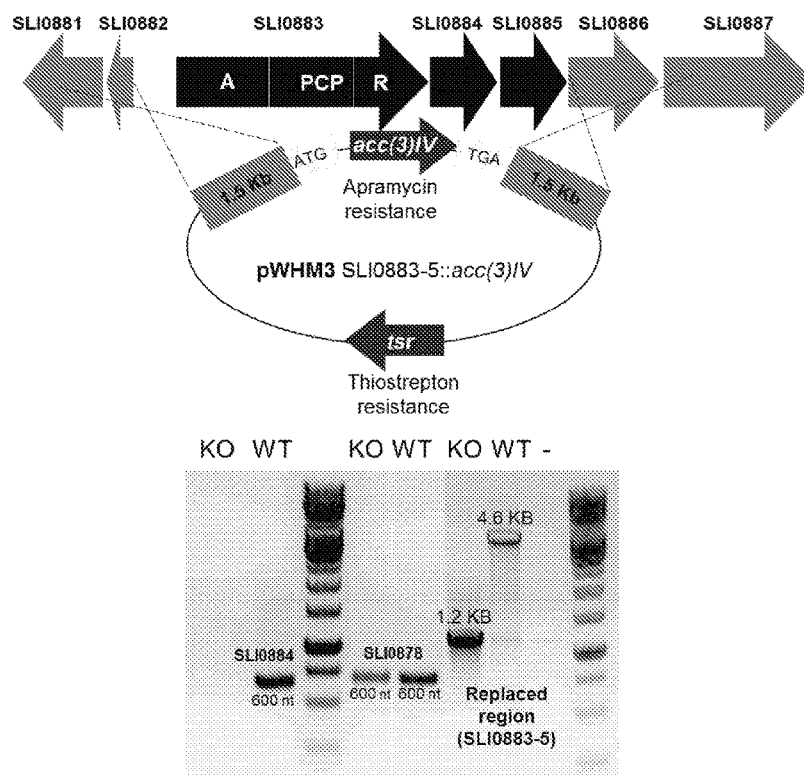 SLI0881 SLI0882 SLI0883 SLI0884 SLI0885 SLI0886 SLI0887
A PCP R
ATG acc(3)IV TGA
1.5 Kb 1.5 Kb
Apramycin
resistance
pWHM3 SLI0883-5::acc(3)IV
tsr
Thiostrepton
resistance
KO WT KO WT KO WT -
4.6 KB
1.2 KB
SLI0884 SLI0878
600 nt 600 nt 600 nt
Replaced
region
(SLI0883-5)